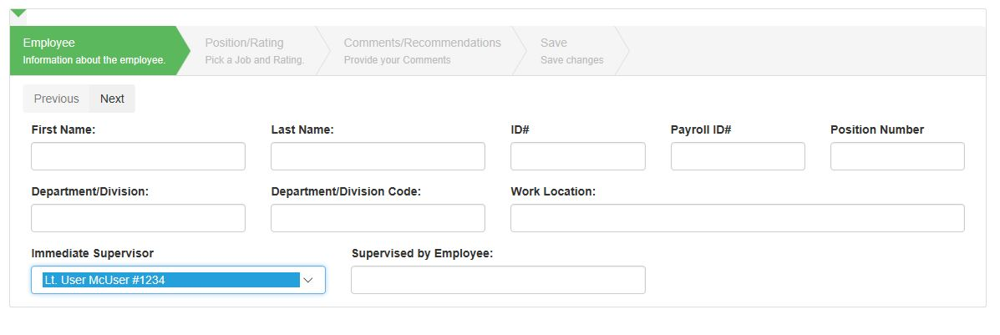 Employee
Information about the employee.
Position/Rating
Pick a Job and Rating.
Comments/Recommendations
Provide your Comments
Save
Save changes
Previous Next
First Name: Last Name: ID# Payroll ID# Position Number
Department/Division: Department/Division Code: Work Location:
Immediate Supervisor Supervised by Employee:
Lt. User McUser #1234